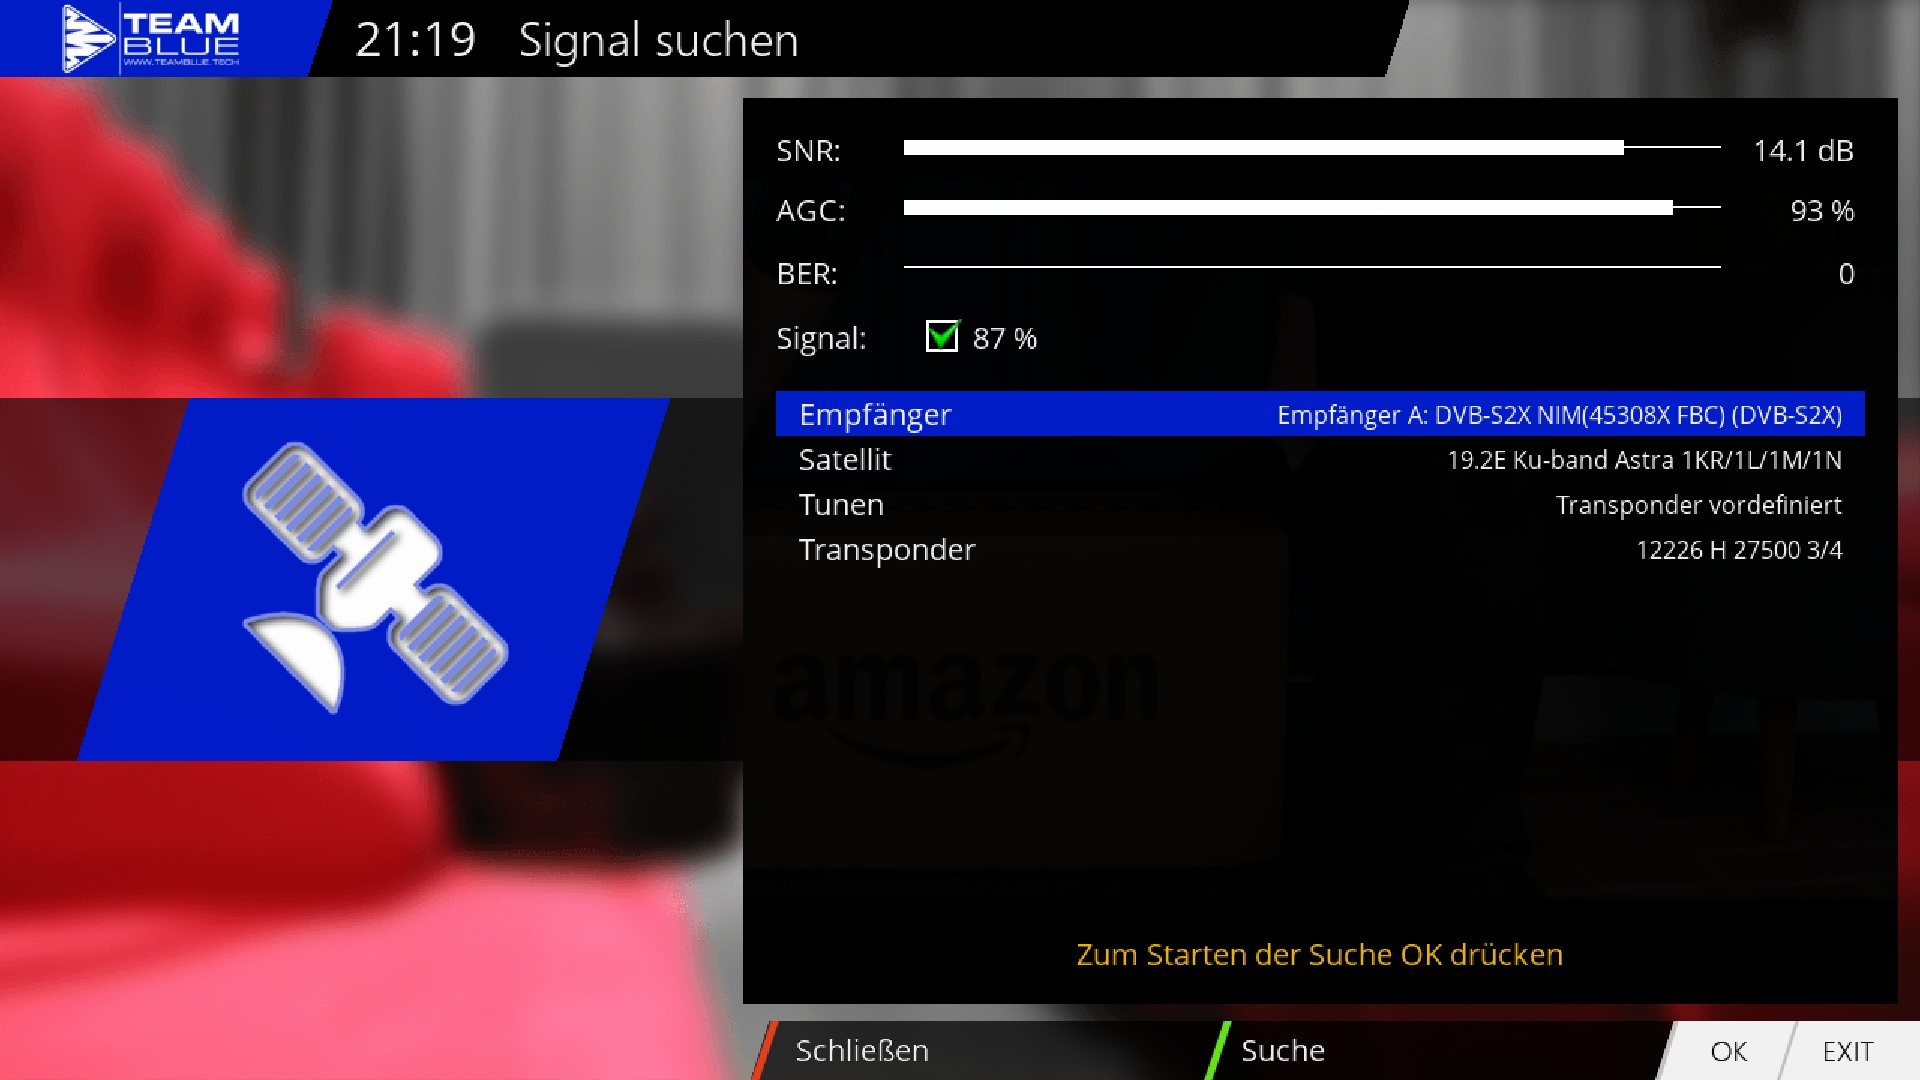 TEAM
BLUE
WWW.TEAMBLUE.TECH
21:19 Signal suchen
SNR: 14.1 dB
AGC: 93 %
BER: 0
Signal: 87 %
Empfänger Empfänger A: DVB-S2X NIM(45308X FBC) (DVB-S2X)
Satellit 19.2E Ku-band Astra 1KR/1L/1M/1N
Tunen Transponder vordefiniert
Transponder 12226 H 27500 3/4
amazon
Zum Starten der Suche OK drücken
Schließen Suche OK EXIT